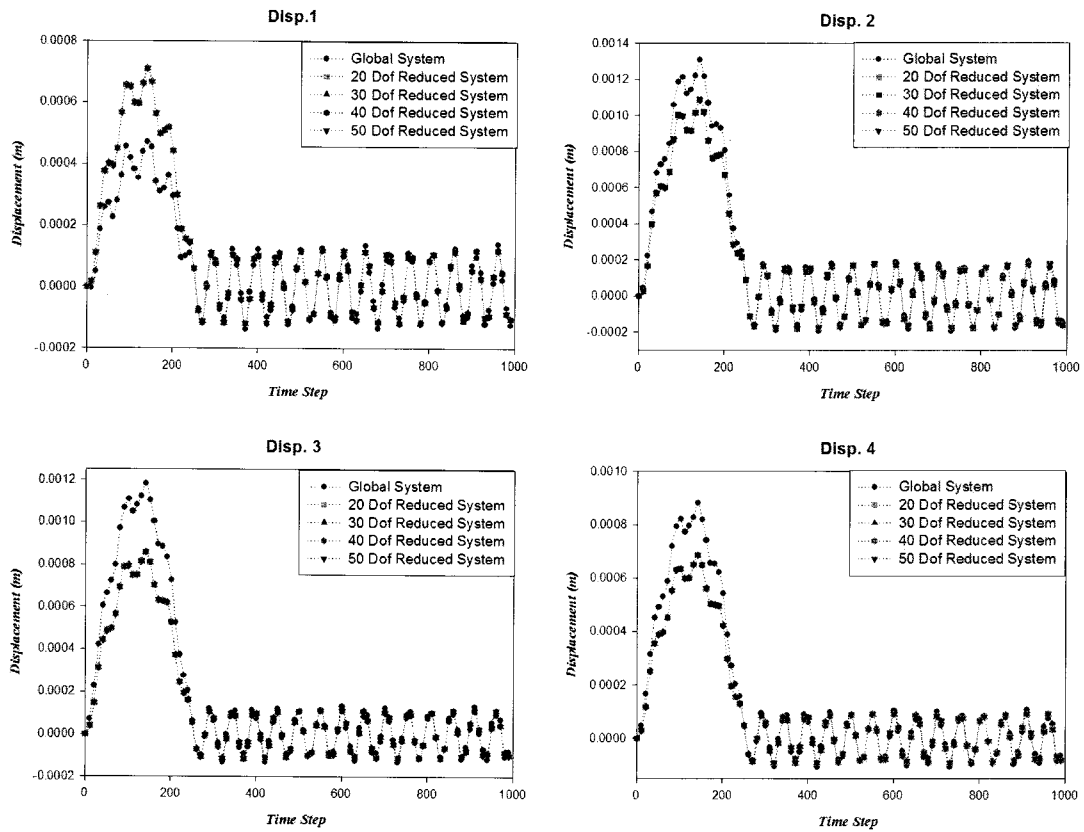 Disp.1
0.0008
0.0006
0.0004
0.0002
0.0000
-0.0002
Displacement (m)
Global System
20 Dof Reduced System
30 Dof Reduced System
40 Dof Reduced System
50 Dof Reduced System
0 200 400 600 800 1000
Time Step
Disp. 2
0.0014
0.0012
0.0010
0.0008
0.0006
0.0004
0.0002
0.0000
-0.0002
Displacement (m)
Global System
20 Dof Reduced System
30 Dof Reduced System
40 Dof Reduced System
50 Dof Reduced System
0 200 400 600 800 1000
Time Step
Disp. 3
0.0012
0.0010
0.0008
0.0006
0.0004
0.0002
0.0000
-0.0002
Displacement (m)
Global System
20 Dof Reduced System
30 Dof Reduced System
40 Dof Reduced System
50 Dof Reduced System
0 200 400 600 800 1000
Time Step
Disp. 4
0.0010
0.0008
0.0006
0.0004
0.0002
0.0000
Displacement (m)
Global System
20 Dof Reduced System
30 Dof Reduced System
40 Dof Reduced System
50 Dof Reduced System
0 200 400 600 800 1000
Time Step